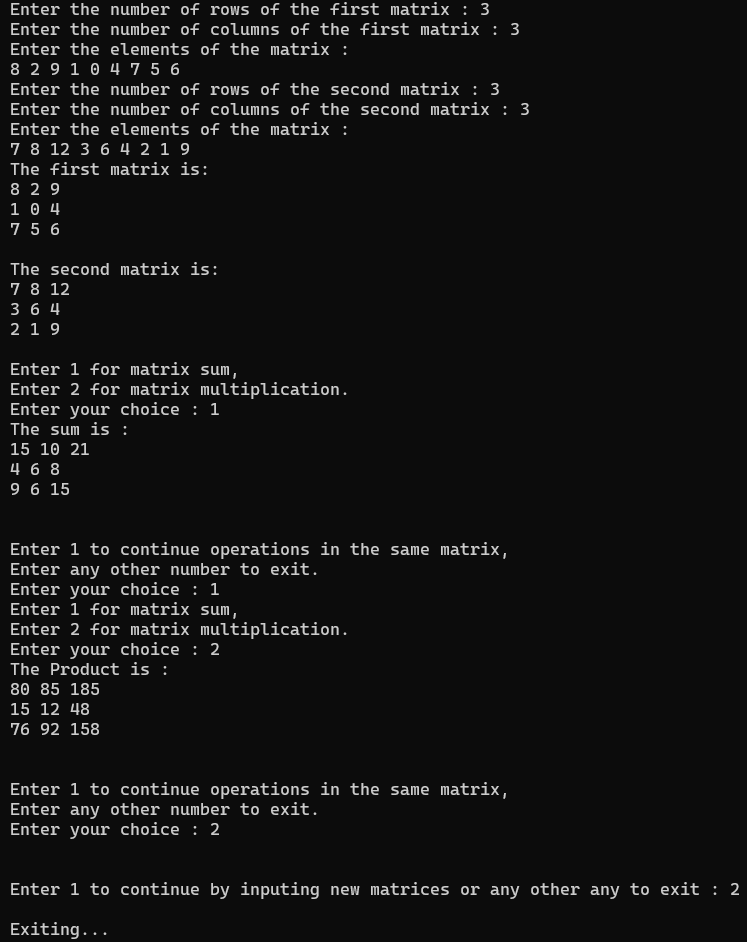 Enter the number of rows of the first matrix : 3
Enter the number of columns of the first matrix : 3
Enter the elements of the matrix :
8 2 9 1 0 4 7 5 6
Enter the number of rows of the second matrix : 3
Enter the number of columns of the second matrix : 3
Enter the elements of the matrix :
7 8 12 3 6 4 2 1 9
The first matrix is:
8 2 9
1 0 4
7 5 6
The second matrix is:
7 8 12
3 6 4
2 1 9
Enter 1 for matrix sum,
Enter 2 for matrix multiplication.
Enter your choice : 1
The sum is :
15 10 21
4 6 8
9 6 15
Enter 1 to continue operations in the same matrix,
Enter any other number to exit.
Enter your choice : 1
Enter 1 for matrix sum,
Enter 2 for matrix multiplication.
Enter your choice : 2
The Product is :
80 85 185
15 12 48
76 92 158
Enter 1 to continue operations in the same matrix,
Enter any other number to exit.
Enter your choice : 2
Enter 1 to continue by inputing new matrices or any other any to exit : 2
Exiting...